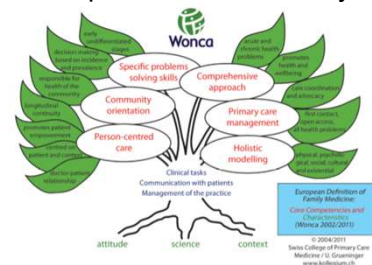 Wonca
early
undifferentiated
stages
decision making
based on incidence
and prevalence
responsible for
health of the
community
longitudinal
continuity
promotes patient
empowerment
centred on
patient and context
doctor-patient
relationship
Specific problems
solving skills
Community
orientation
Person-centred
care
Comprehensive
approach
Primary care
management
Holistic
modelling
acute and
chronic health
problems
promotes
health and
wellbeing
care coordination
and advocacy
first contact,
open access,
all health problems
physical, psycholo-
gical, social, cultural
and existential
Clinical tasks
Communication with patients
Management of the practice
attitude
science
context
European Definition of
Family Medicine:
Core Competencies and
Characteristics
(Wonca 2002/2011)
© 2004/2011
Swiss College of Primary Care
Medicine / U. Grueninger
www.kollegium.ch